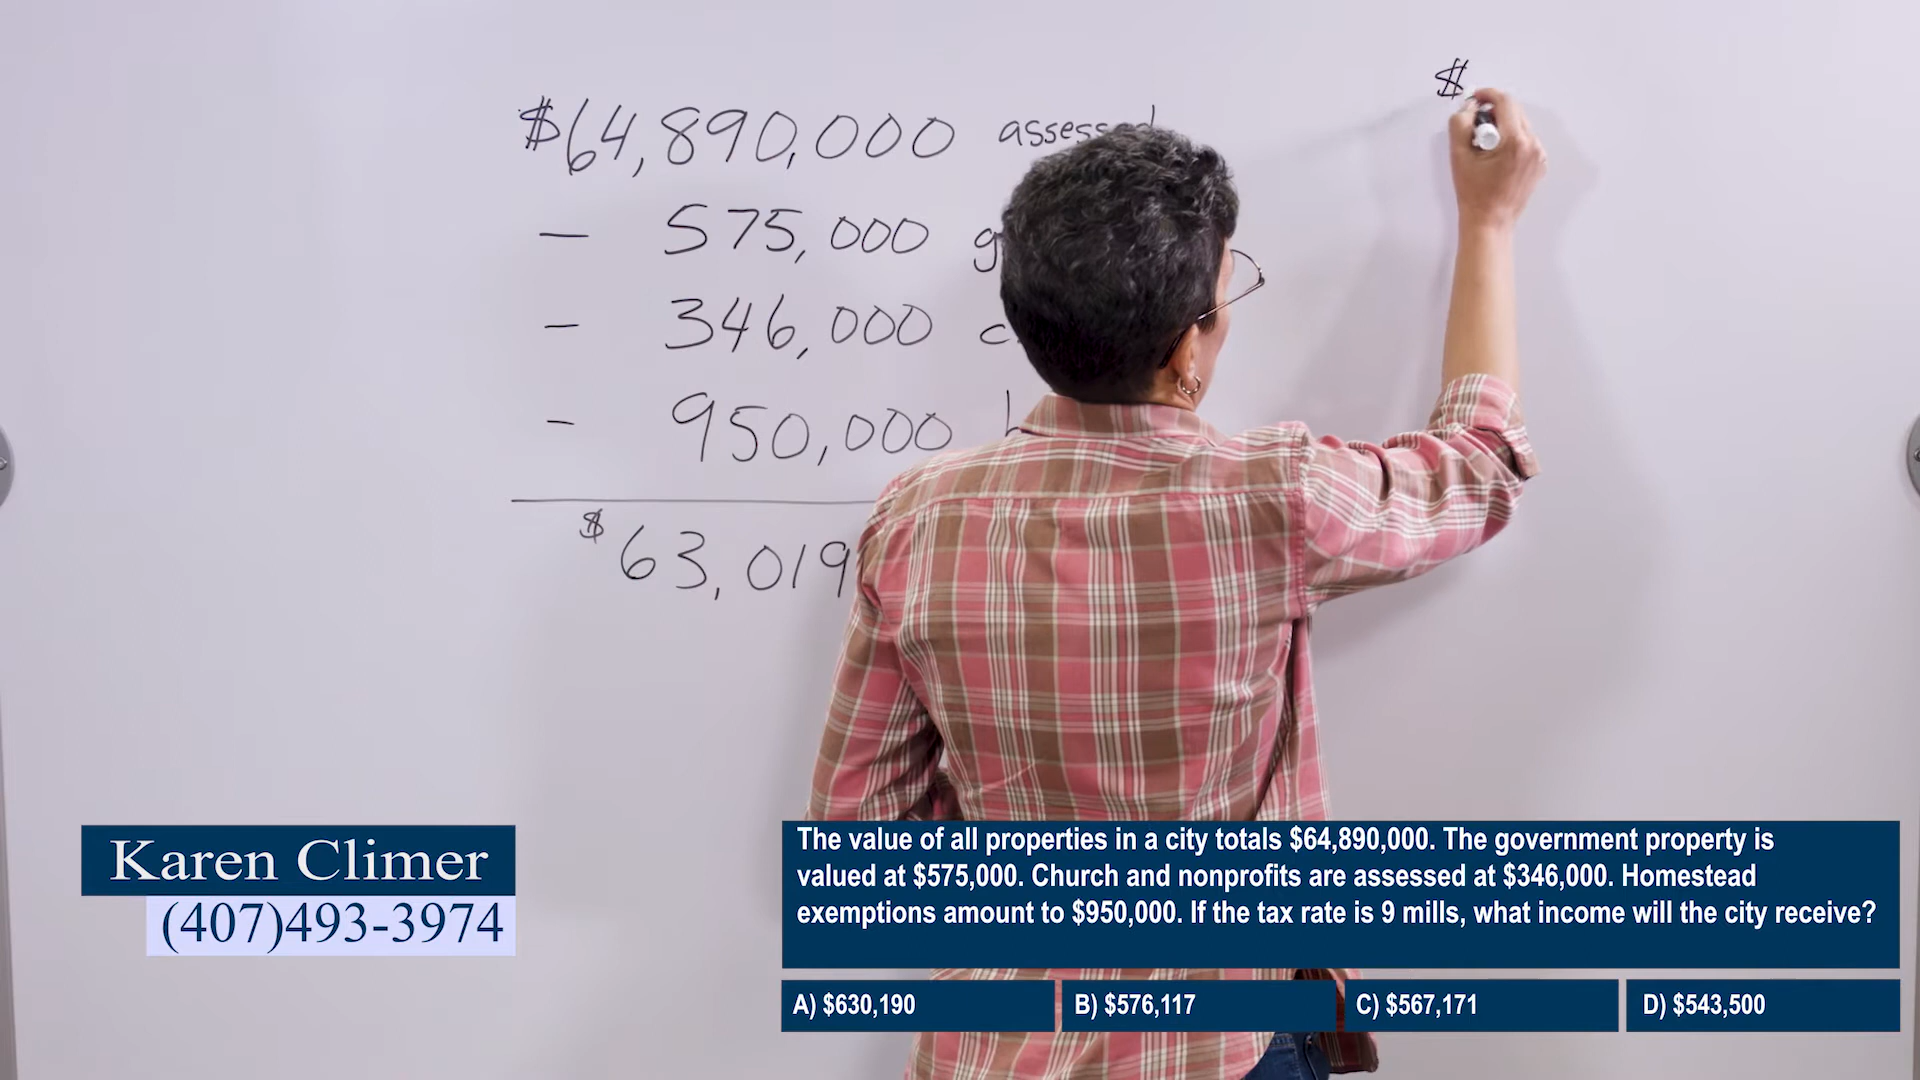 $64,890,000
- 575,000
- 346,000
- 950,000
$63,019
$
Karen Climer
(407)493-3974
The value of all properties in a city totals $64,890,000. The government property is
valued at $575,000. Church and nonprofits are assessed at $346,000. Homestead
exemptions amount to $950,000. If the tax rate is 9 mills, what income will the city receive?
A) $630,190
B) $576,117
C) $567,171
D) $543,500